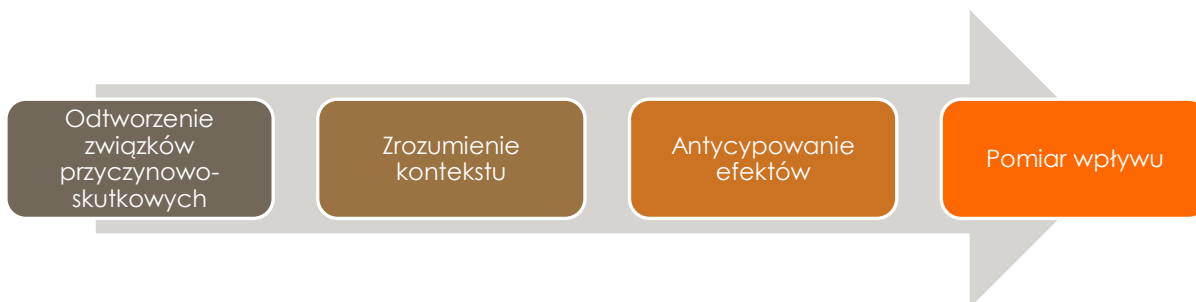 Odtworzenie
związków
przyczynowo-
skutkowych
Zrozumienie
kontekstu
Antycypowanie
efektów
Pomiar wpływu